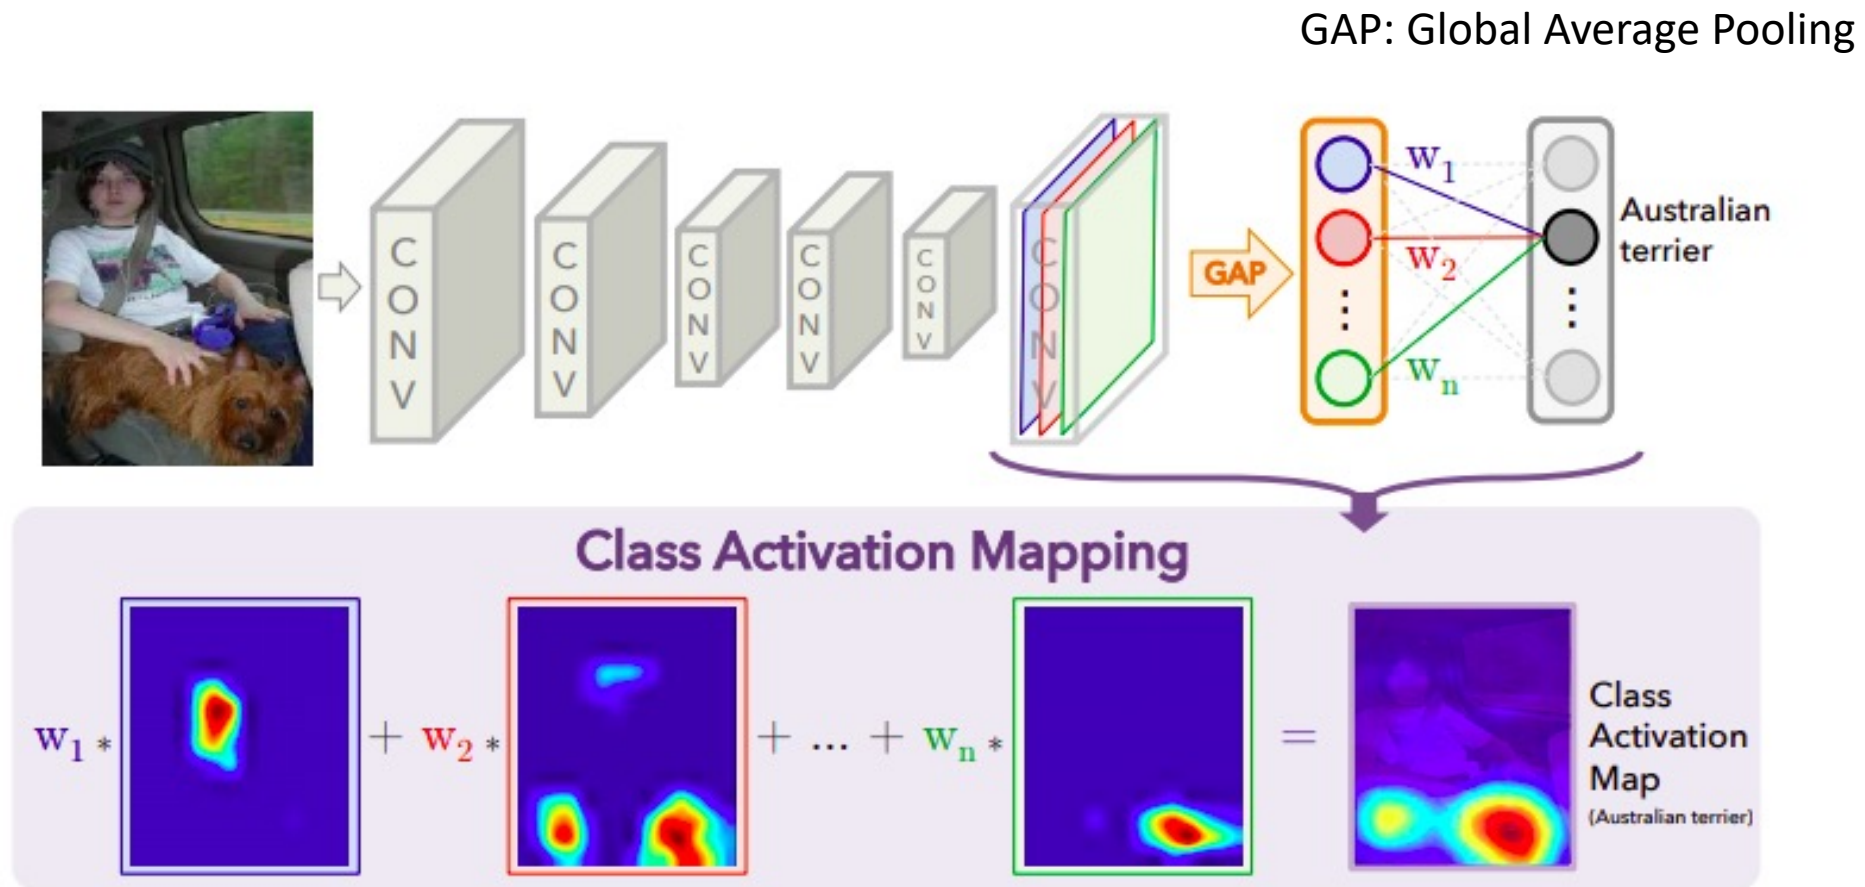 GAP: Global Average Pooling
CONV
CONV
CONV
CONV
CONV
CONV
GAP
w1
w2
⋮
wn
⋮
Australian
terrier
Class Activation Mapping
w1 * + w2 * + ... + wn * =
Class
Activation
Map
(Australian terrier)